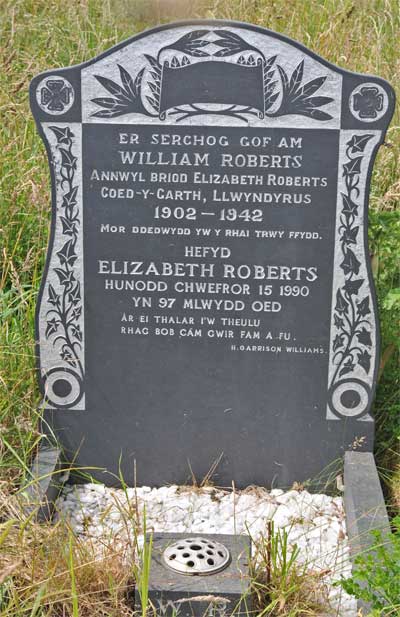 ER SERCHOG GOF AM
WILLIAM ROBERTS
ANNWYL BRIOD ELIZABETH ROBERTS
COED-Y-GARTH, LLWYNDYRUS
1902 — 1942
MOR DDEDWYDD YW Y RHAI TRWY FFYDD.
HEFYD
ELIZABETH ROBERTS
HUNODD CHWEFROR 15 1990
YN 97 MLWYDD OED
AR EI THALAR I'W THEULU
RHAG BOB CAM GWIR FAM A FU.
H. GARRISON WILLIAMS.
W R